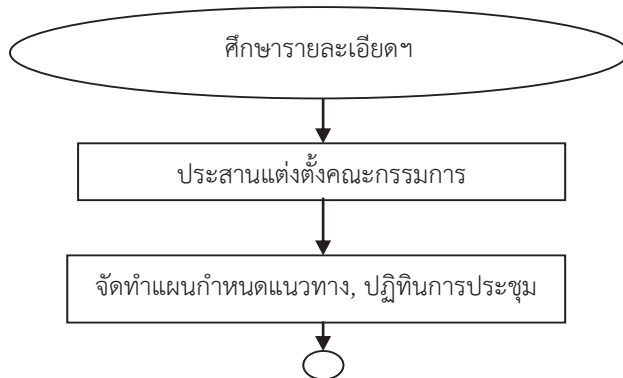 ศึกษารายละเอียดฯ
ประสานแต่งตั้งคณะกรรมการ
จัดทำแผนกำหนดแนวทาง, ปฏิทินการประชุม